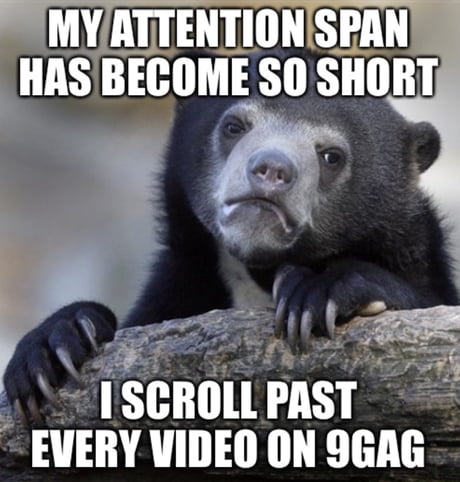 MY ATTENTION SPAN
HAS BECOME SO SHORT
I SCROLL PAST
EVERY VIDEO ON 9GAG